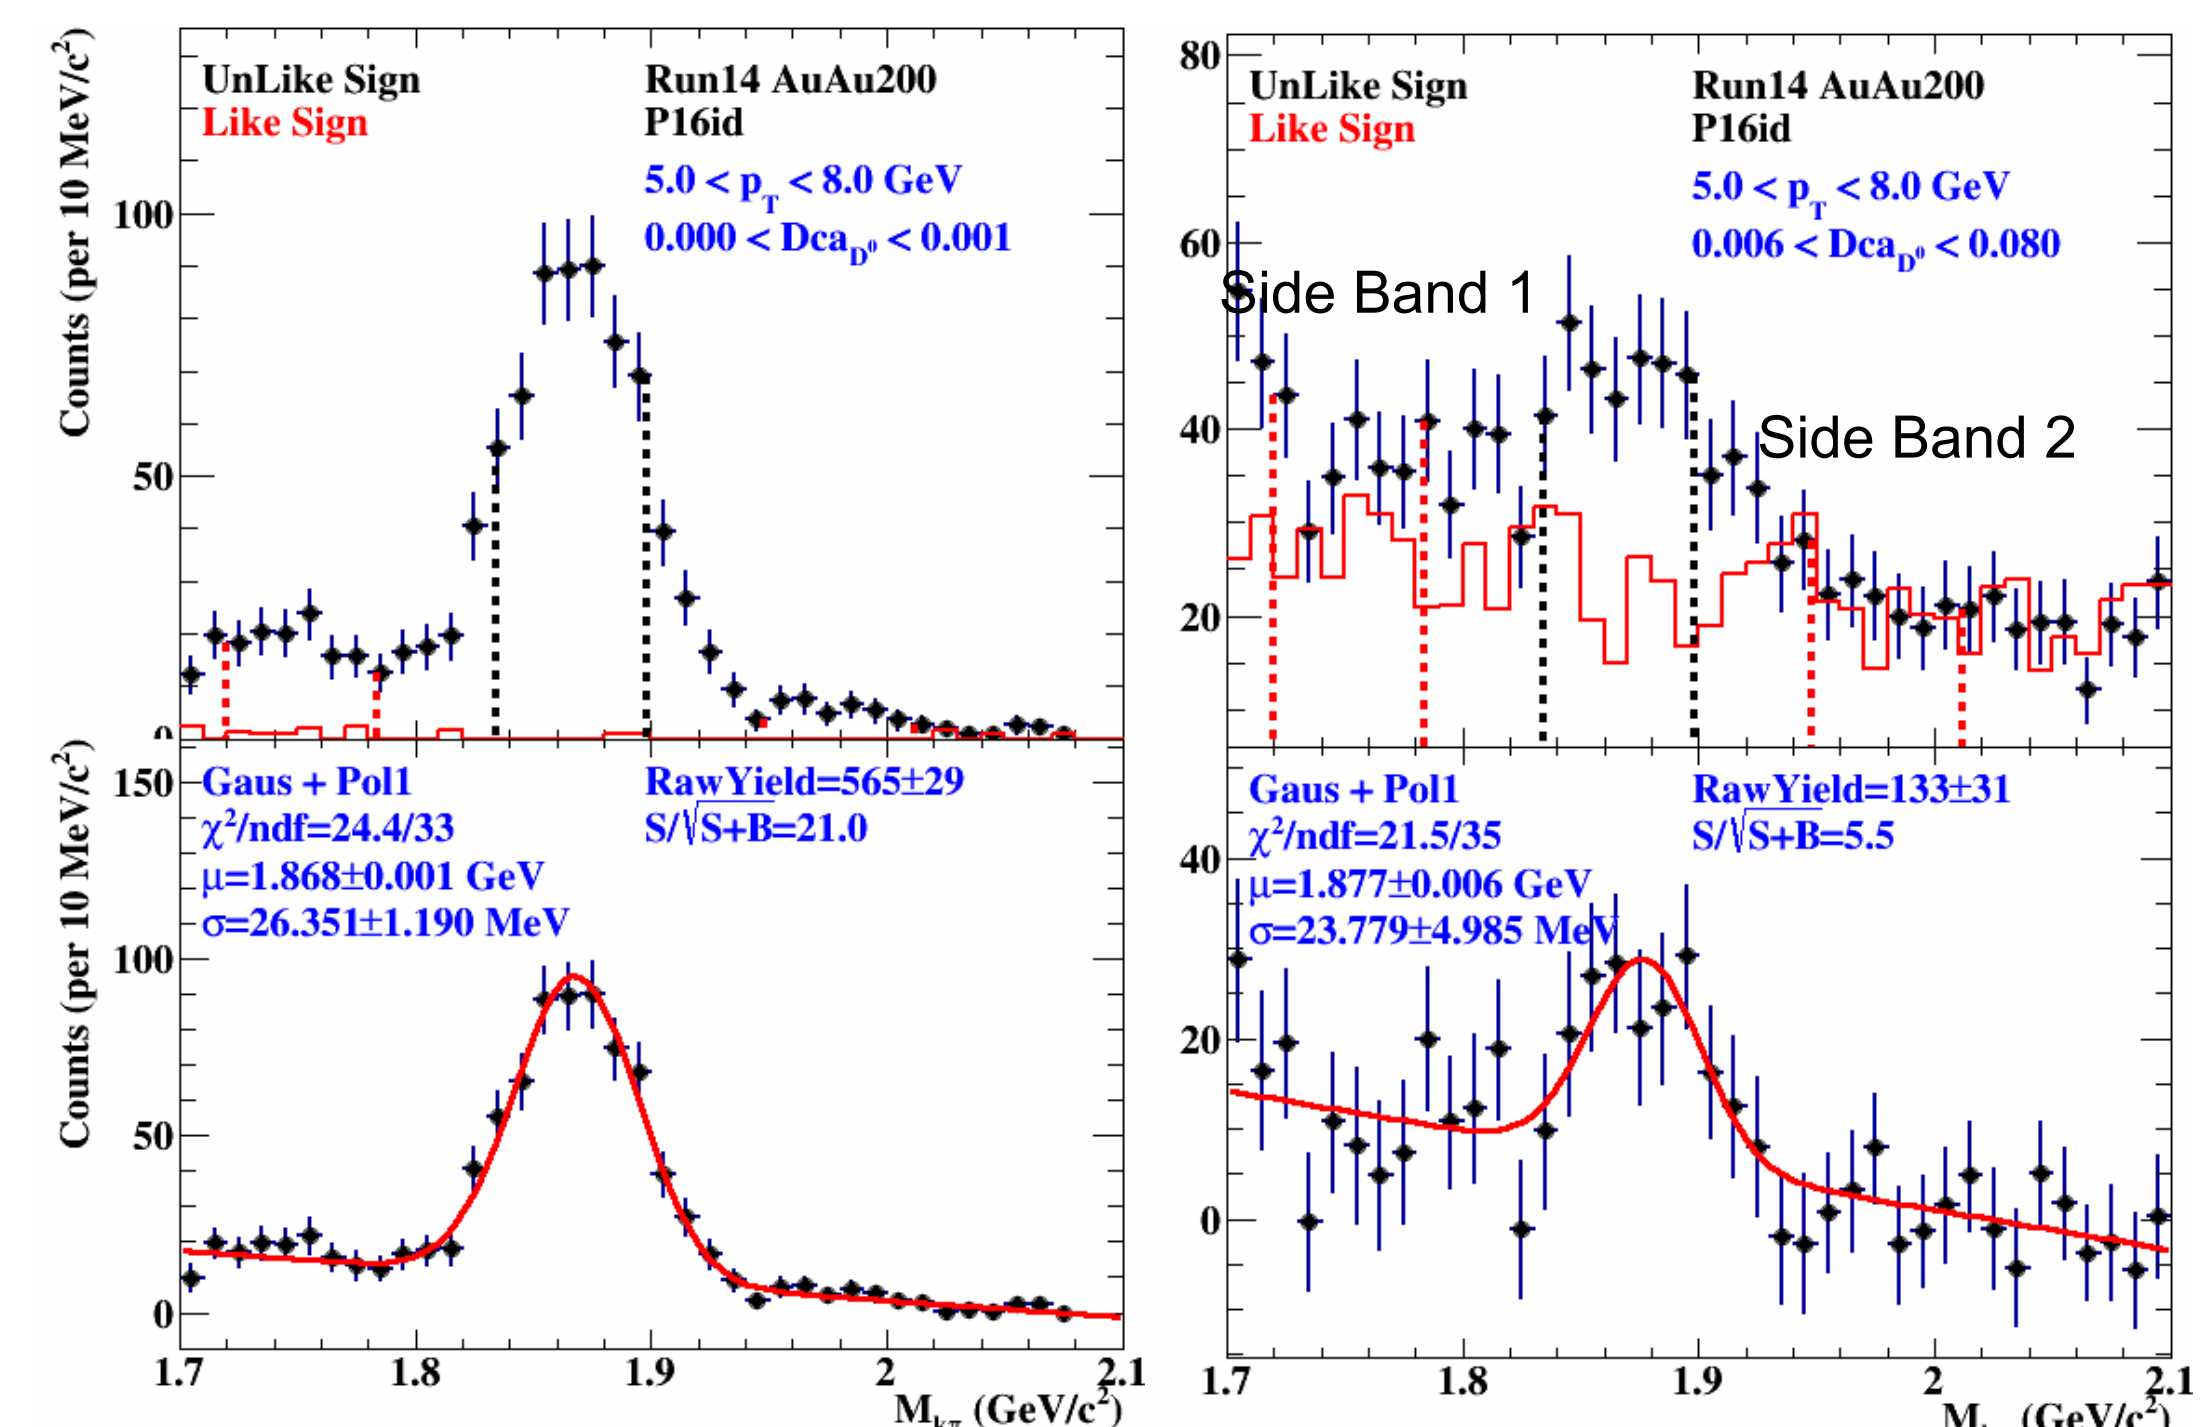 Counts (per 10 MeV/c²)
100
50
0
UnLike Sign
Like Sign
Run14 AuAu200
P16id
5.0 < p_T < 8.0 GeV
0.000 < Dca_D⁰ < 0.001
80
60
40
20
UnLike Sign
Like Sign
Run14 AuAu200
P16id
5.0 < p_T < 8.0 GeV
0.006 < Dca_D⁰ < 0.080
Side Band 1
Side Band 2
Counts (per 10 MeV/c²)
150
100
50
0
Gaus + Pol1
χ²/ndf=24.4/33
μ=1.868±0.001 GeV
σ=26.351±1.190 MeV
RawYield=565±29
S/√S+B=21.0
1.7
1.8
1.9
2
2.1
M_kπ (GeV/c²)
40
20
0
Gaus + Pol1
χ²/ndf=21.5/35
μ=1.877±0.006 GeV
σ=23.779±4.985 MeV
RawYield=133±31
S/√S+B=5.5
1.7
1.8
1.9
2
2.1
(GeV/c²)